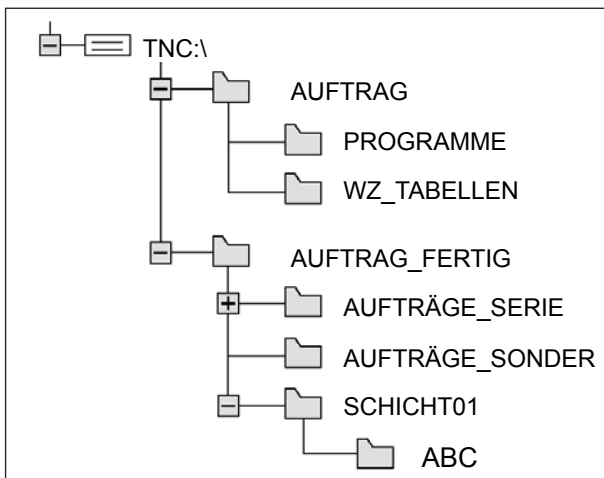 TNC:\
AUFTRAG
PROGRAMME
WZ_TABELLEN
AUFTRAG_FERTIG
AUFTRÄGE_SERIE
AUFTRÄGE_SONDER
SCHICHT01
ABC